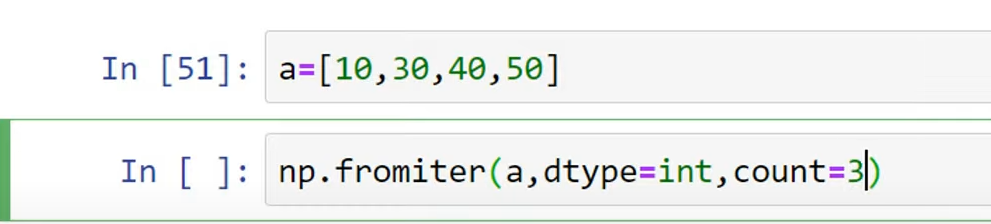 In [51]: a=[10,30,40,50]
In [ ]: np.fromiter(a,dtype=int,count=3)